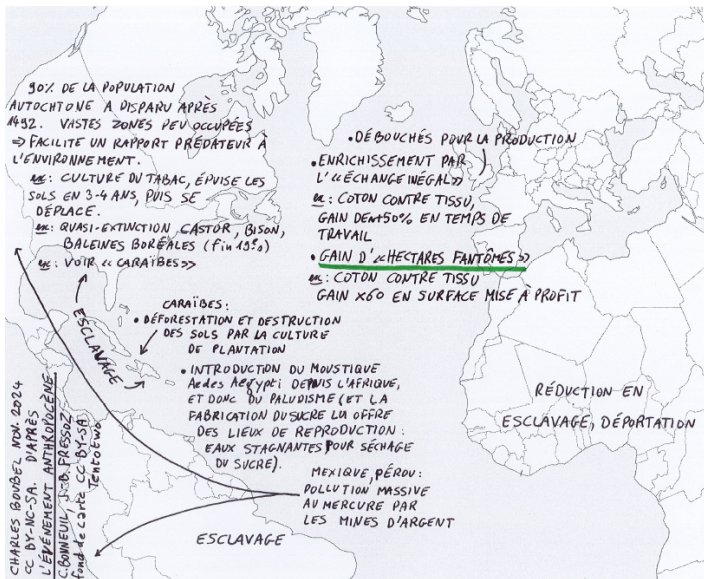 90% DE LA POPULATION
AUTOCHTONE A DISPARU APRÈS
1492. VASTES ZONES PEU OCCUPÉES
⇒ FACILITE UN RAPPORT PRÉDATEUR À
L'ENVIRONNEMENT.
ex: CULTURE DU TABAC, ÉPUISE LES
SOLS EN 3-4 ANS, PUIS SE
DÉPLACE.
ex: QUASI-EXTINCTION CASTOR, BISON,
BALEINES BORÉALES (fin 19e)
ex: VOIR «CARAÏBES»
• DÉBOUCHÉS POUR LA PRODUCTION
• ENRICHISSEMENT PAR
L'«ÉCHANGE INÉGAL»
ex: COTON CONTRE TISSU,
GAIN DE +50% EN TEMPS DE
TRAVAIL
• GAIN D'«HECTARES FANTÔMES»
ex: COTON CONTRE TISSU
GAIN x60 EN SURFACE MISE À PROFIT
ESCLAVAGE
CARAÏBES:
• DÉFORESTATION ET DESTRUCTION
DES SOLS PAR LA CULTURE
DE PLANTATION
• INTRODUCTION DU MOUSTIQUE
Aedes Aegypti DEPUIS L'AFRIQUE,
ET DONC DU PALUDISME (ET LA
FABRICATION DU SUCRE LUI OFFRE
DES LIEUX DE REPRODUCTION :
EAUX STAGNANTES POUR SÉCHAGE
DU SUCRE).
RÉDUCTION EN
ESCLAVAGE, DÉPORTATION
MEXIQUE, PÉROU:
POLLUTION MASSIVE
AU MERCURE PAR
LES MINES D'ARGENT
ESCLAVAGE
CHARLES BOUBEL NOV. 2024
CC BY-NC-SA. D'APRÈS
L'ÉVÉNEMENT ANTHROPOCÈNE
C. BONNEUIL, J-B. FRESSOZ
fond de carte CC-BY-SA
Tentotwo